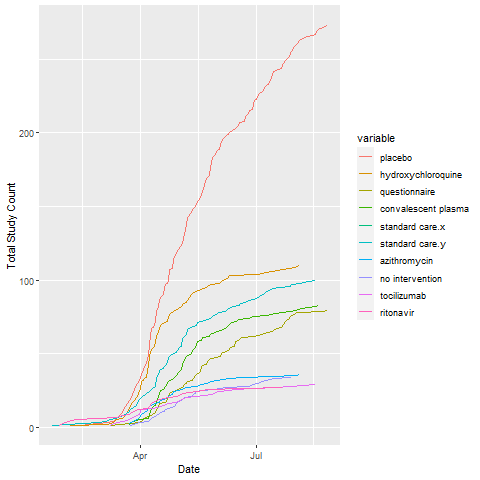 Total Study Count
200
100
0
Apr
Jul
Date
variable
placebo
hydroxychloroquine
questionnaire
convalescent plasma
standard care.x
standard care.y
azithromycin
no intervention
tocilizumab
ritonavir